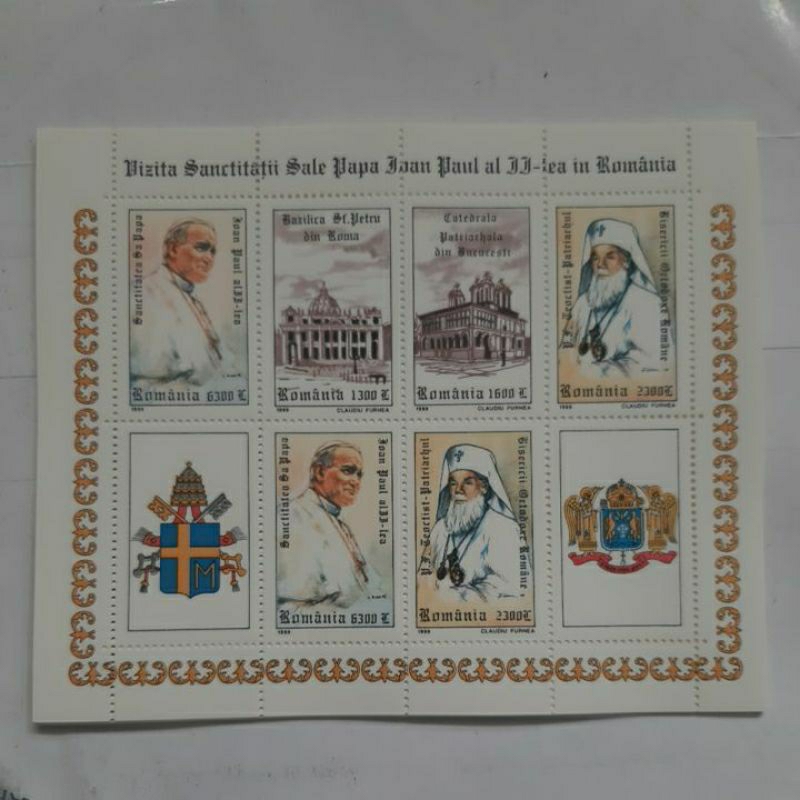 Vizita Sanctităţii Sale Papa Ioan Paul al II-lea in România
Sanctitatea Sa Papa
Ioan Paul al II-lea
România 6300 L
1999
Bazilica Sf. Petru
din Roma
România 1300 L
1999 CLAUDIU FURNEA
Catedrala
Patriarhala
din Bucuresti
România 1600 L
1999 CLAUDIU FURNEA
P.F. Teoctist-Patriarhul
Bisericii Ortodoxe Române
România 2300 L
1999 CLAUDIU FURNEA
M
Sanctitatea Sa Papa
Ioan Paul al II-lea
România 6300 L
1999
P.F. Teoctist-Patriarhul
Bisericii Ortodoxe Române
România 2300 L
1999 CLAUDIU FURNEA